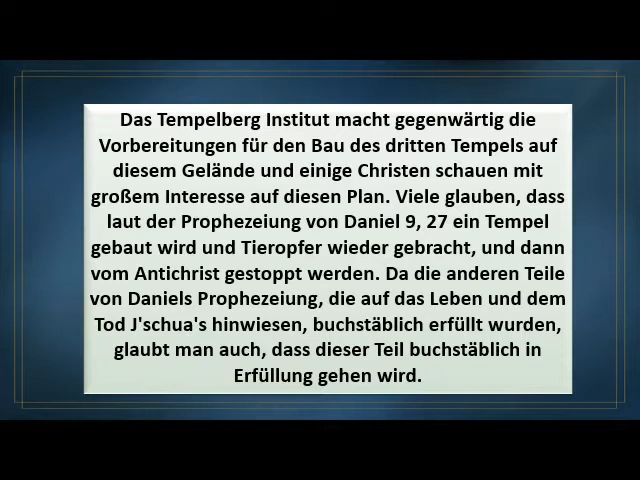 Das Tempelberg Institut macht gegenwärtig die
Vorbereitungen für den Bau des dritten Tempels auf
diesem Gelände und einige Christen schauen mit
großem Interesse auf diesen Plan. Viele glauben, dass
laut der Prophezeiung von Daniel 9, 27 ein Tempel
gebaut wird und Tieropfer wieder gebracht, und dann
vom Antichrist gestoppt werden. Da die anderen Teile
von Daniels Prophezeiung, die auf das Leben und dem
Tod J'schua's hinwiesen, buchstäblich erfüllt wurden,
glaubt man auch, dass dieser Teil buchstäblich in
Erfüllung gehen wird.